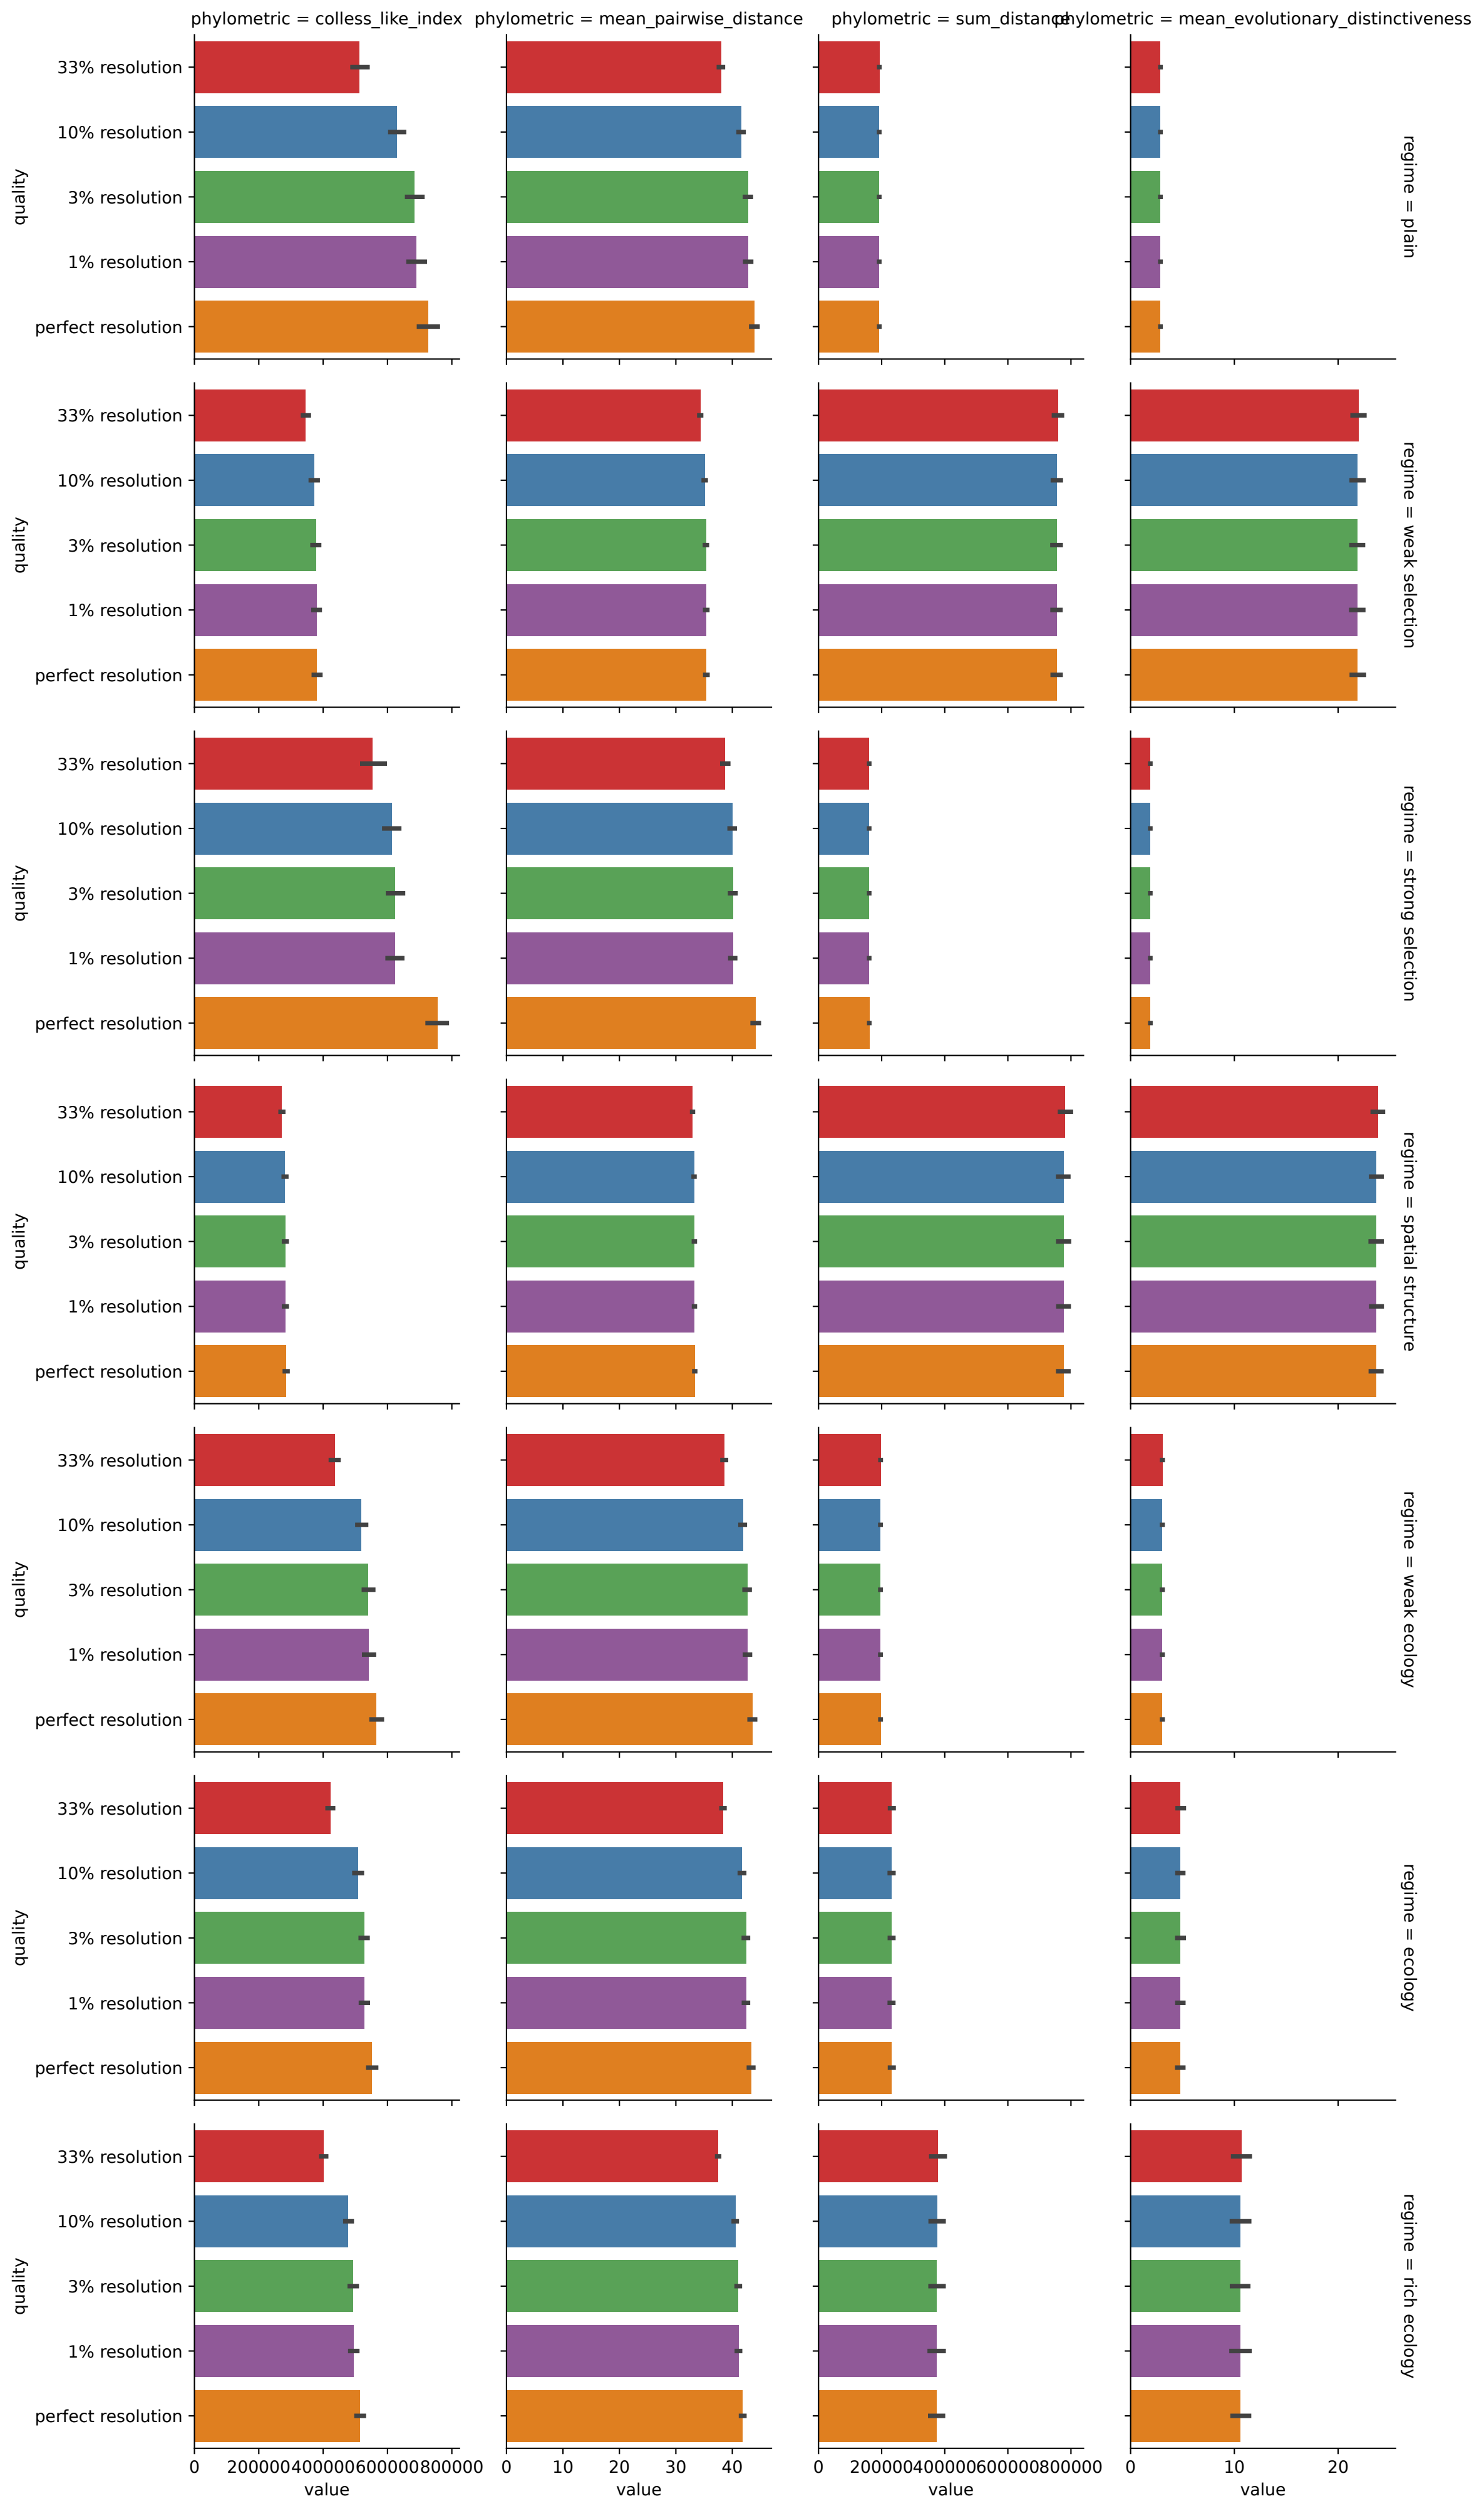 phylometric = colless_like_index
phylometric = mean_pairwise_distance
phylometric = sum_distance
phylometric = mean_evolutionary_distinctiveness
quality
33% resolution
10% resolution
3% resolution
1% resolution
perfect resolution
regime = plain
quality
33% resolution
10% resolution
3% resolution
1% resolution
perfect resolution
regime = weak selection
quality
33% resolution
10% resolution
3% resolution
1% resolution
perfect resolution
regime = strong selection
quality
33% resolution
10% resolution
3% resolution
1% resolution
perfect resolution
regime = spatial structure
quality
33% resolution
10% resolution
3% resolution
1% resolution
perfect resolution
regime = weak ecology
quality
33% resolution
10% resolution
3% resolution
1% resolution
perfect resolution
regime = ecology
quality
33% resolution
10% resolution
3% resolution
1% resolution
perfect resolution
regime = rich ecology
0 200000 400000 600000 800000
value
0 10 20 30 40
value
0 200000 400000 600000 800000
value
0 10 20
value